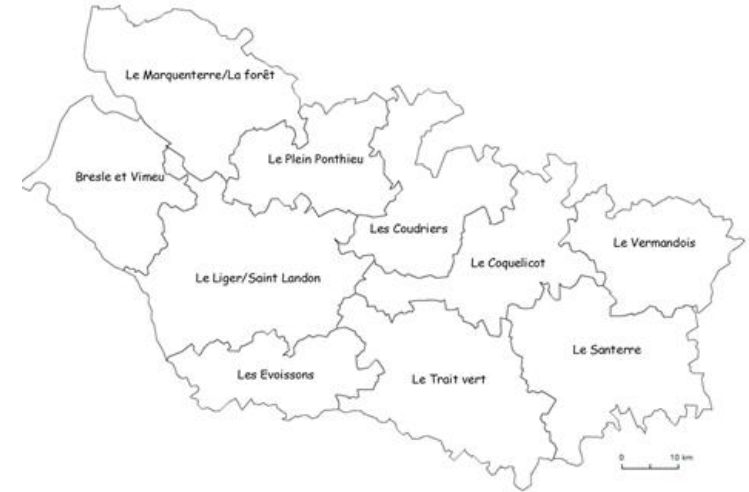 Le Marquenterre/La forêt
Le Plein Ponthieu
Bresle et Vimeu
Les Coudriers
Le Vermandois
Le Coquelicot
Le Liger/Saint Landon
Le Santerre
Les Evoissons
Le Trait vert
0 10 km